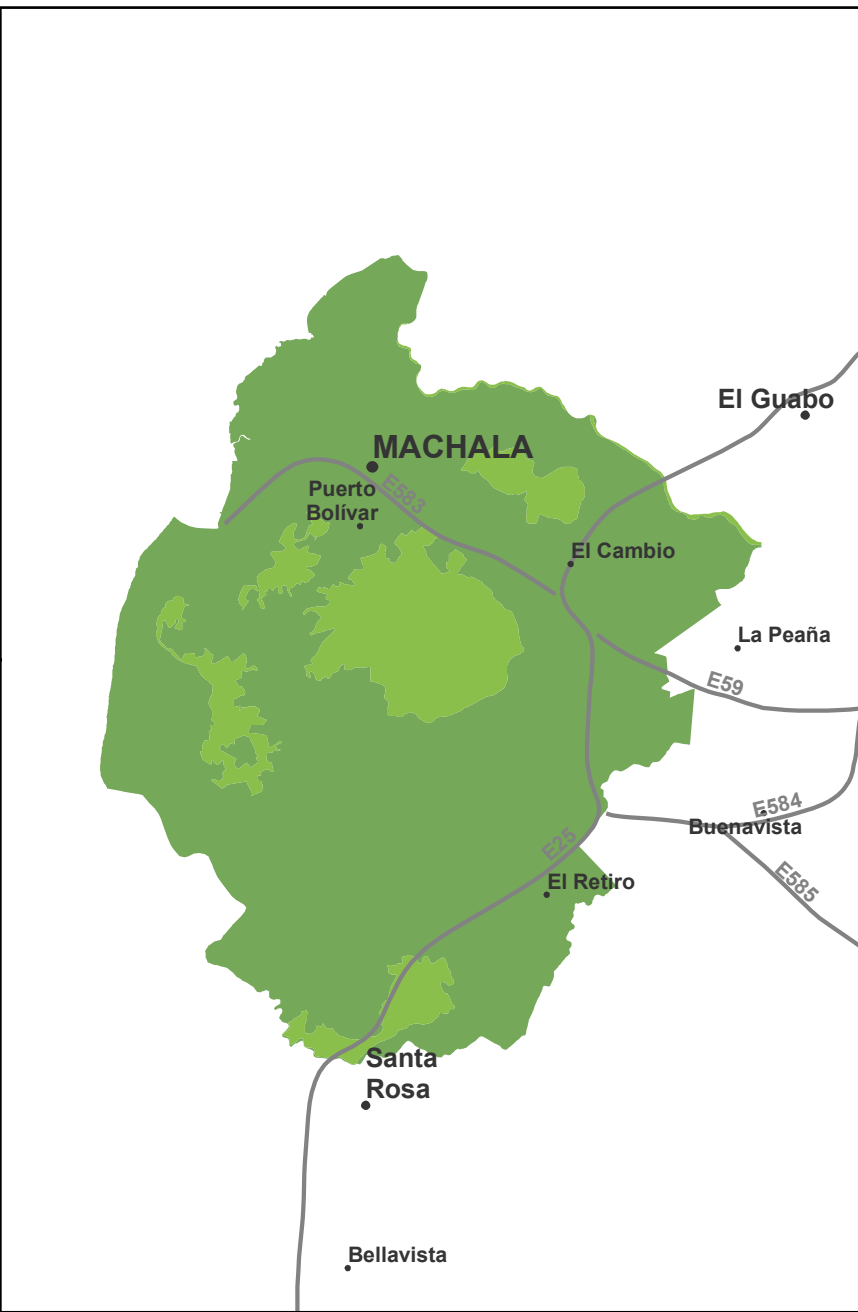 El Guabo
MACHALA
E583
Puerto
Bolívar
El Cambio
La Peaña
E59
E584
Buenavista
E25
E585
El Retiro
Santa
Rosa
Bellavista